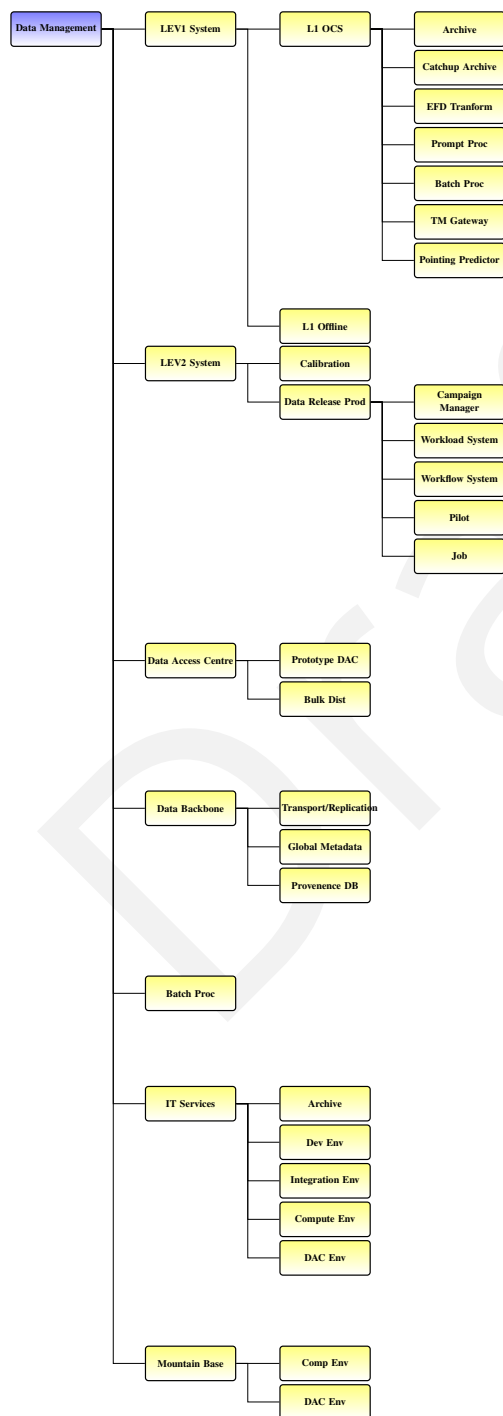 Data Management
LEV1 System
L1 OCS
Archive
Catchup Archive
EFD Tranform
Prompt Proc
Batch Proc
TM Gateway
Pointing Predictor
L1 Offline
LEV2 System
Calibration
Data Release Prod
Campaign
Manager
Workload System
Workflow System
Pilot
Job
Data Access Centre
Prototype DAC
Bulk Dist
Data Backbone
Transport/Replication
Global Metadata
Provenence DB
Batch Proc
IT Services
Archive
Dev Env
Integration Env
Compute Env
DAC Env
Mountain Base
Comp Env
DAC Env